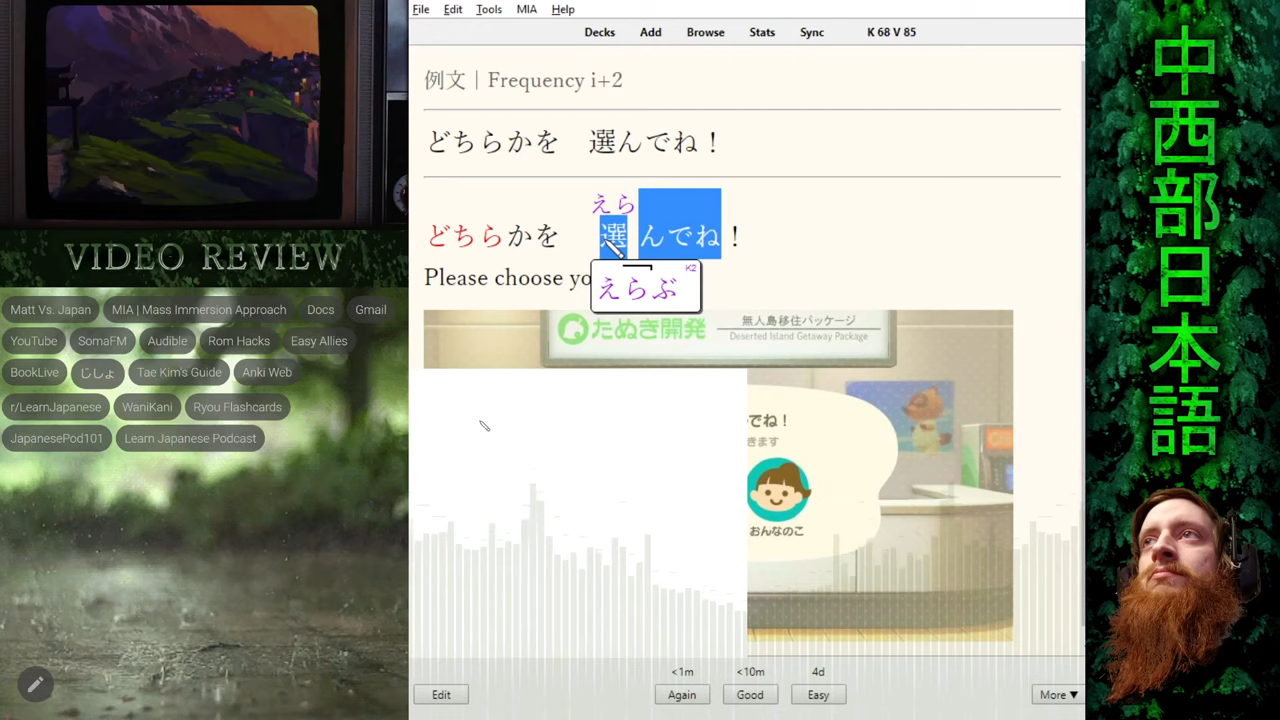 File Edit Tools MIA Help
Decks Add Browse Stats Sync K 68 V 85
例文｜Frequency i+2
どちらかを　選んでね！
えら
どちらかを　選んでね！
えらぶ K2
Please choose yo
たぬき開発
無人島移住パッケージ
Deserted Island Getaway Package
でね！
きます
おんなのこ
<1m <10m 4d
Edit Again Good Easy More ▼
VIDEO REVIEW
Matt Vs. Japan MIA | Mass Immersion Approach Docs Gmail
YouTube SomaFM Audible Rom Hacks Easy Allies
BookLive じしょ Tae Kim's Guide Anki Web
r/LearnJapanese WaniKani Ryou Flashcards
JapanesePod101 Learn Japanese Podcast
中西部日本語